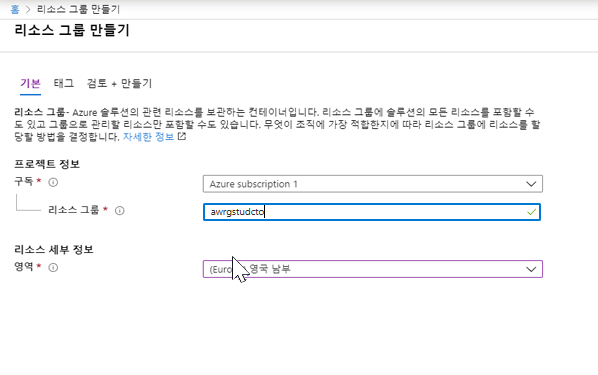 홈 > 리소스 그룹 만들기
리소스 그룹 만들기
기본 태그 검토 + 만들기
리소스 그룹- Azure 솔루션의 관련 리소스를 보관하는 컨테이너입니다. 리소스 그룹에 솔루션의 모든 리소스를 포함할 수
도 있고 그룹으로 관리할 리소스만 포함할 수도 있습니다. 무엇이 조직에 가장 적합한지에 따라 리소스 그룹에 리소스를 할
당할 방법을 결정합니다. 자세한 정보
프로젝트 정보
구독 * Azure subscription 1
리소스 그룹 * awrgstudcto
리소스 세부 정보
영역 * (Euro 영국 남부